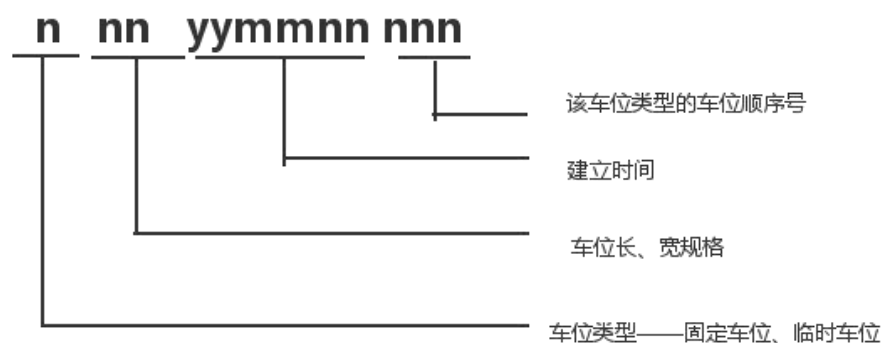 n nn yymmnn nnn
该车位类型的车位顺序号
建立时间
车位长、宽规格
车位类型——固定车位、临时车位